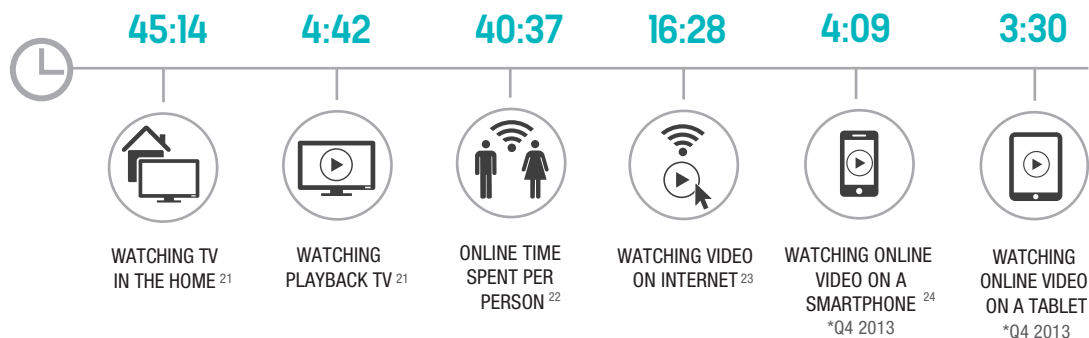 45:14
4:42
40:37
16:28
4:09
3:30
WATCHING TV
IN THE HOME 21
WATCHING
PLAYBACK TV 21
ONLINE TIME
SPENT PER
PERSON 22
WATCHING VIDEO
ON INTERNET 23
WATCHING ONLINE
VIDEO ON A
SMARTPHONE 24
*Q4 2013
WATCHING
ONLINE VIDEO
ON A TABLET
*Q4 2013